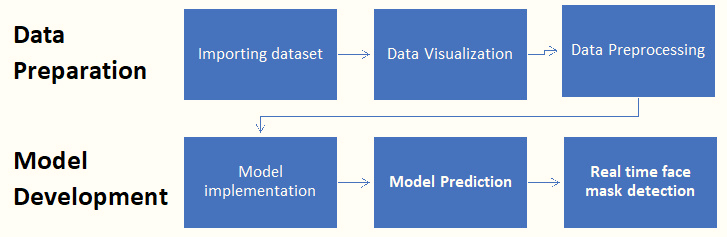 Data
Preparation
Importing dataset
Data Visualization
Data Preprocessing
Model
Development
Model
implementation
Model Prediction
Real time face
mask detection